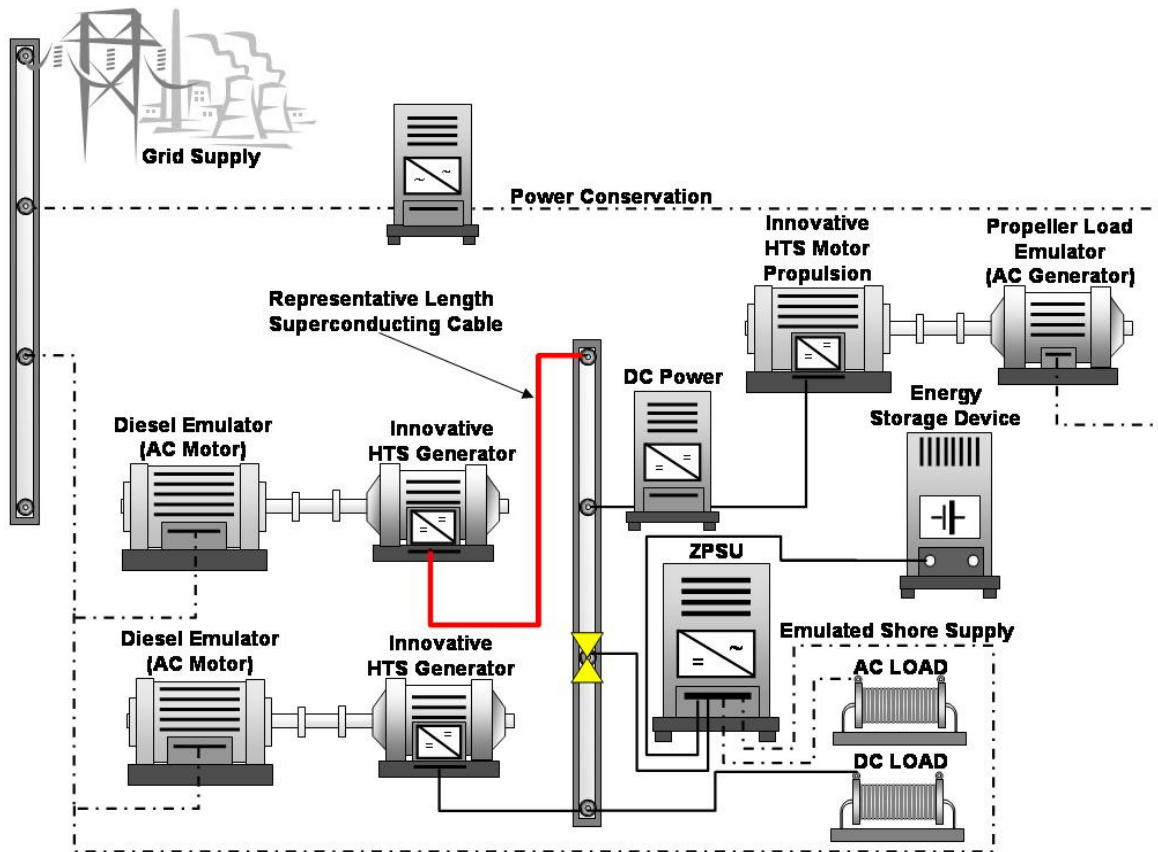 Grid Supply
Power Conservation
Innovative
HTS Motor
Propulsion
Propeller Load
Emulator
(AC Generator)
Representative Length
Superconducting Cable
DC Power
Energy
Storage Device
Diesel Emulator
(AC Motor)
Innovative
HTS Generator
ZPSU
Emulated Shore Supply
Diesel Emulator
(AC Motor)
Innovative
HTS Generator
AC LOAD
DC LOAD